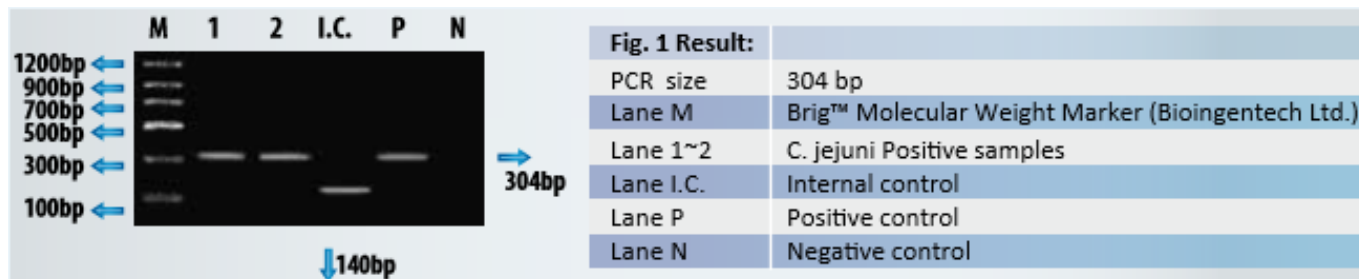 M 1 2 I.C. P N
1200bp
900bp
700bp
500bp
300bp
100bp
304bp
140bp
Fig. 1 Result:
PCR size 304 bp
Lane M Brig™ Molecular Weight Marker (Bioingentech Ltd.)
Lane 1~2 C. jejuni Positive samples
Lane I.C. Internal control
Lane P Positive control
Lane N Negative control